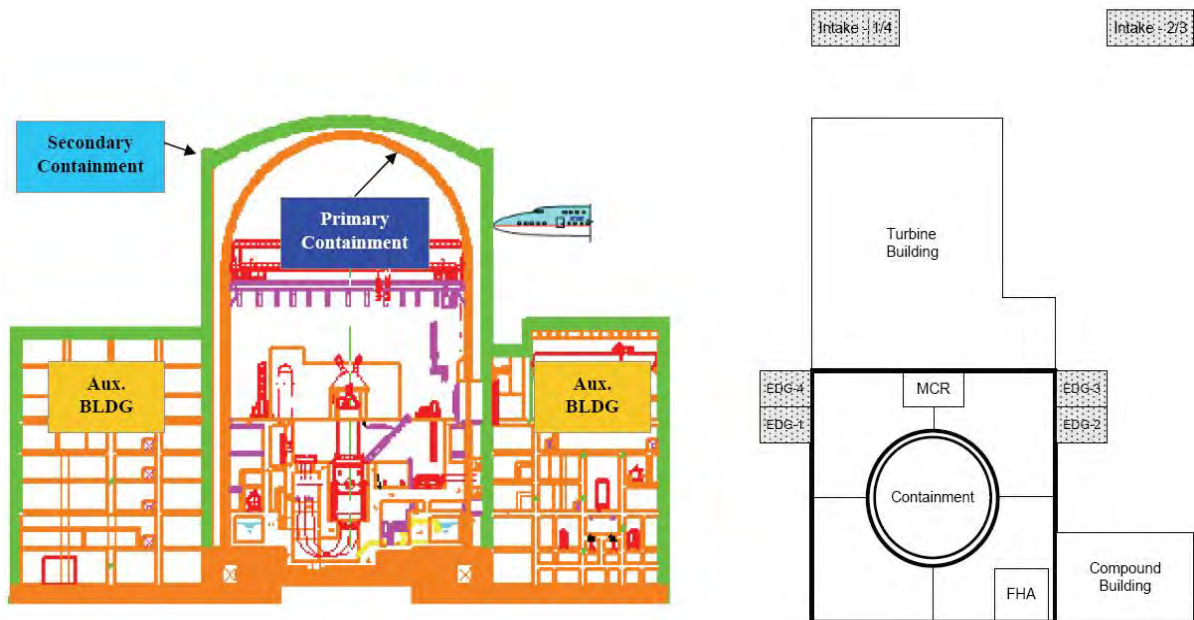 Secondary
Containment
Primary
Containment
Aux.
BLDG
Aux.
BLDG
Intake - 1/4
Intake - 2/3
Turbine
Building
EDG-4
MCR
EDG-3
EDG-1
EDG-2
Containment
FHA
Compound
Building